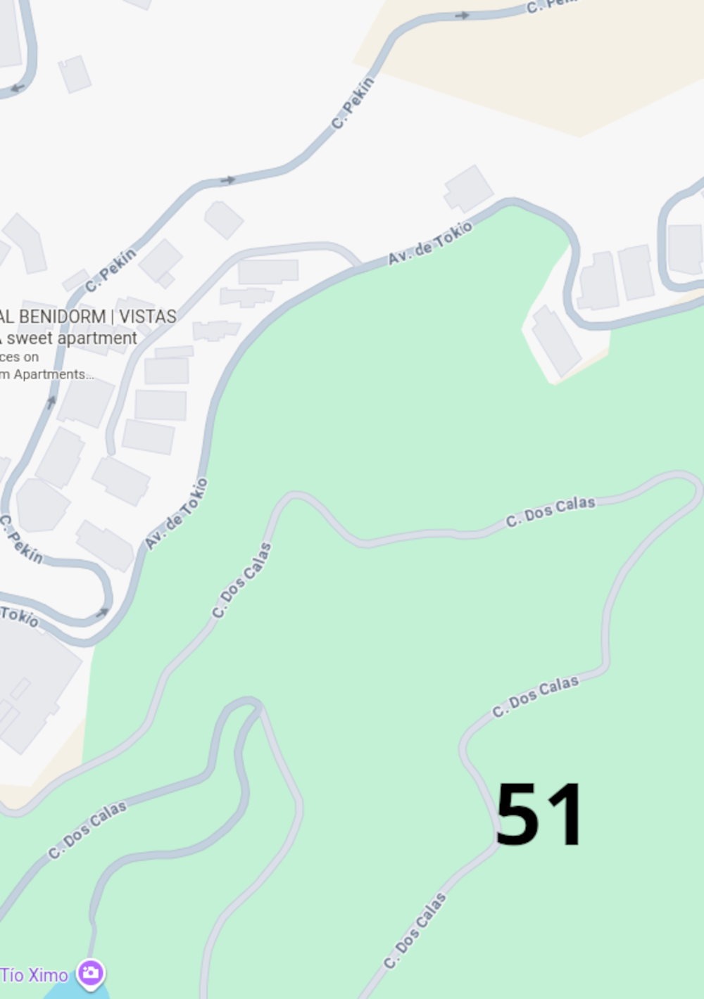 C. Pekín
C. Pekín
Av. de Tokio
C. Pekín
AL BENIDORM | VISTAS
A sweet apartment
ces on
m Apartments...
Av. de Tokio
C. Dos Calas
C. Pekín
C. Dos Calas
Tokio
C. Dos Calas
51
C. Dos Calas
C. Dos Calas
Tío Ximo